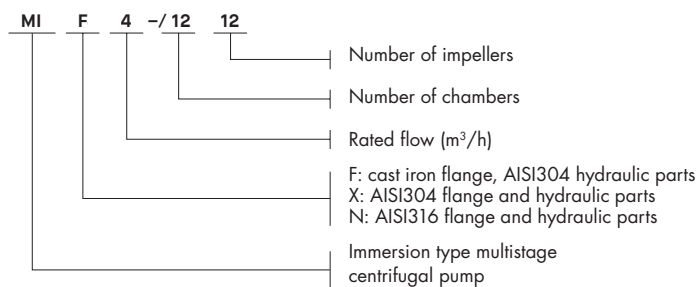 MI F 4 –/ 12 12
Number of impellers
Number of chambers
Rated flow (m³/h)
F: cast iron flange, AISI304 hydraulic parts
X: AISI304 flange and hydraulic parts
N: AISI316 flange and hydraulic parts
Immersion type multistage
centrifugal pump